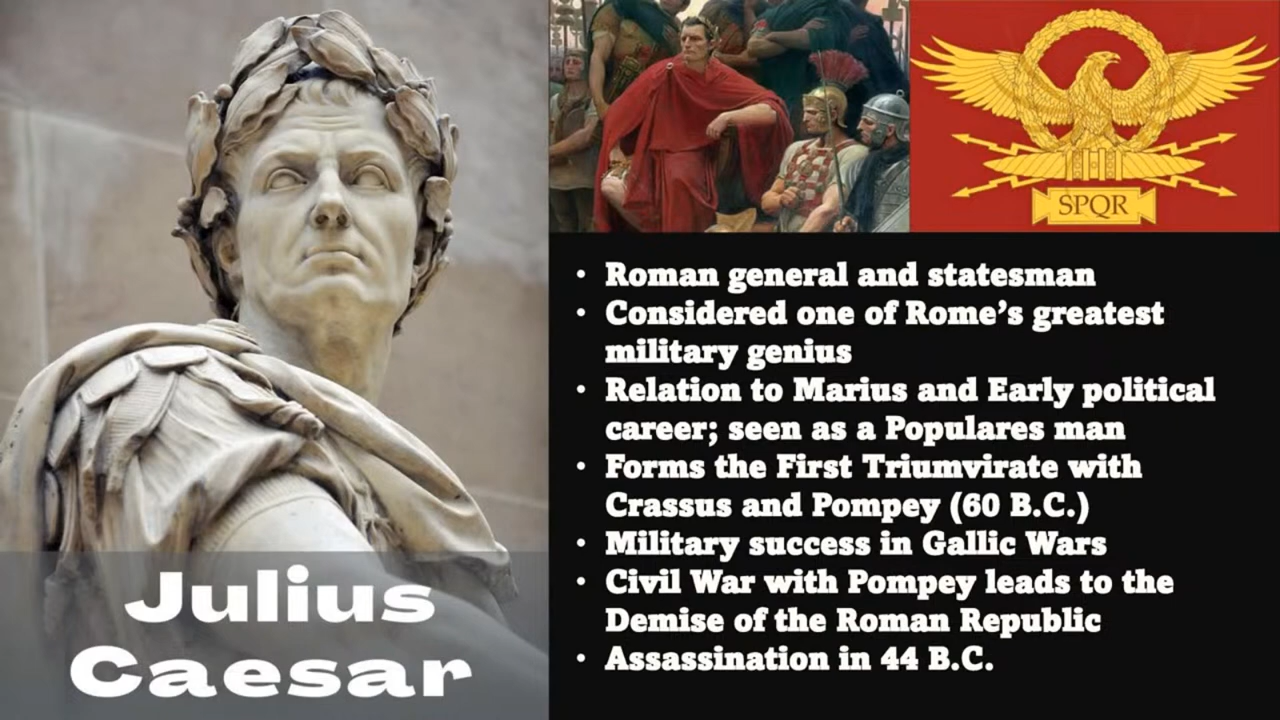 SPQR
• Roman general and statesman
• Considered one of Rome’s greatest
military genius
• Relation to Marius and Early political
career; seen as a Populares man
• Forms the First Triumvirate with
Crassus and Pompey (60 B.C.)
• Military success in Gallic Wars
• Civil War with Pompey leads to the
Demise of the Roman Republic
• Assassination in 44 B.C.
Julius
Caesar